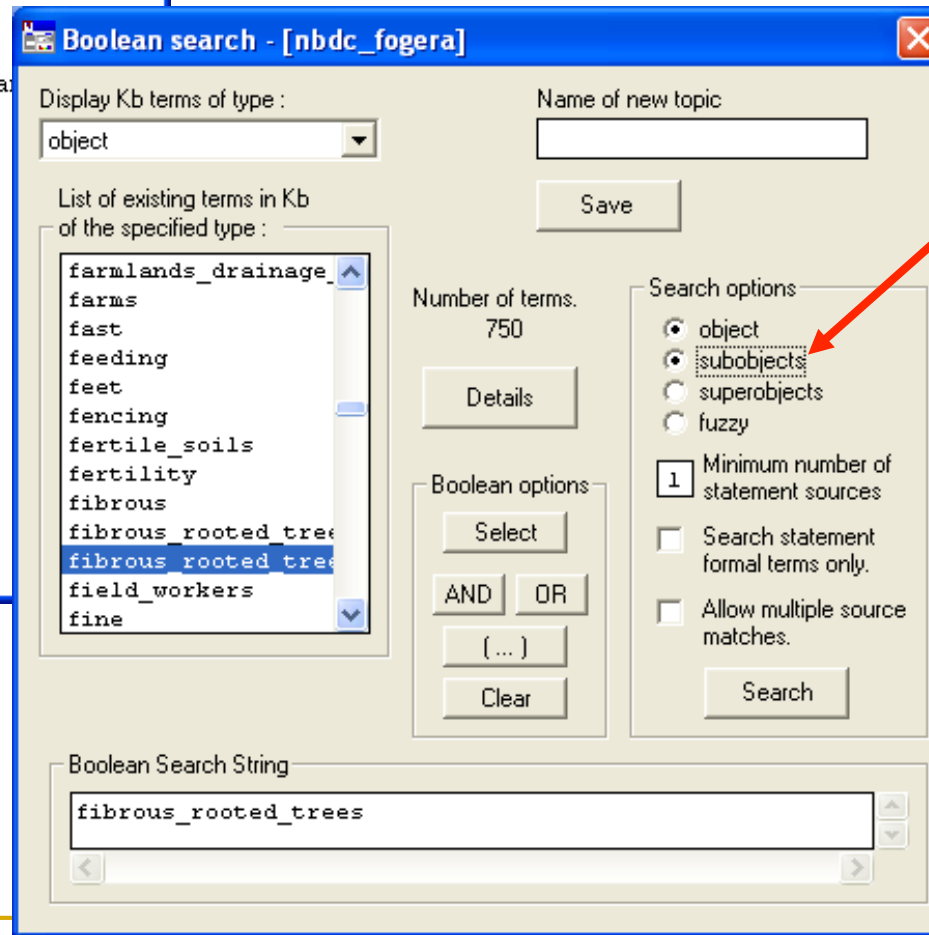 Boolean search - [nbdc_fogera]
Display Kb terms of type :
object
Name of new topic
Save
List of existing terms in Kb
of the specified type :
farmlands_drainage_
farms
fast
feeding
feet
fencing
fertile_soils
fertility
fibrous
fibrous_rooted_tree
fibrous_rooted_tree
field_workers
fine
Number of terms.
750
Details
Boolean options
Select
AND OR
( ... )
Clear
Search options
object
subobjects
superobjects
fuzzy
1 Minimum number of
statement sources
Search statement
formal terms only.
Allow multiple source
matches.
Search
Boolean Search String
fibrous_rooted_trees